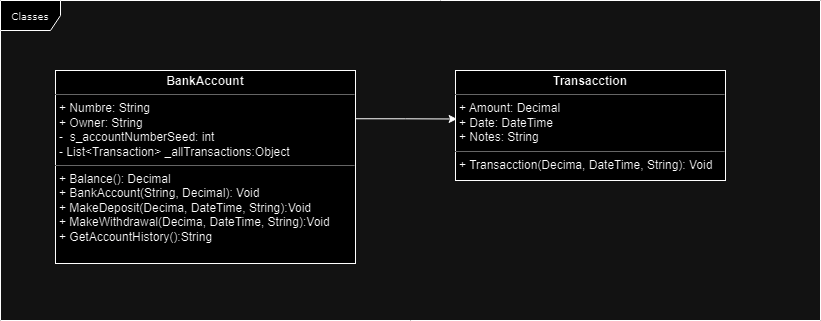 Classes
BankAccount
+ Numbre: String
+ Owner: String
- s_accountNumberSeed: int
- List<Transaction> _allTransactions:Object
+ Balance(): Decimal
+ BankAccount(String, Decimal): Void
+ MakeDeposit(Decima, DateTime, String):Void
+ MakeWithdrawal(Decima, DateTime, String):Void
+ GetAccountHistory():String
Transacction
+ Amount: Decimal
+ Date: DateTime
+ Notes: String
+ Transacction(Decima, DateTime, String): Void